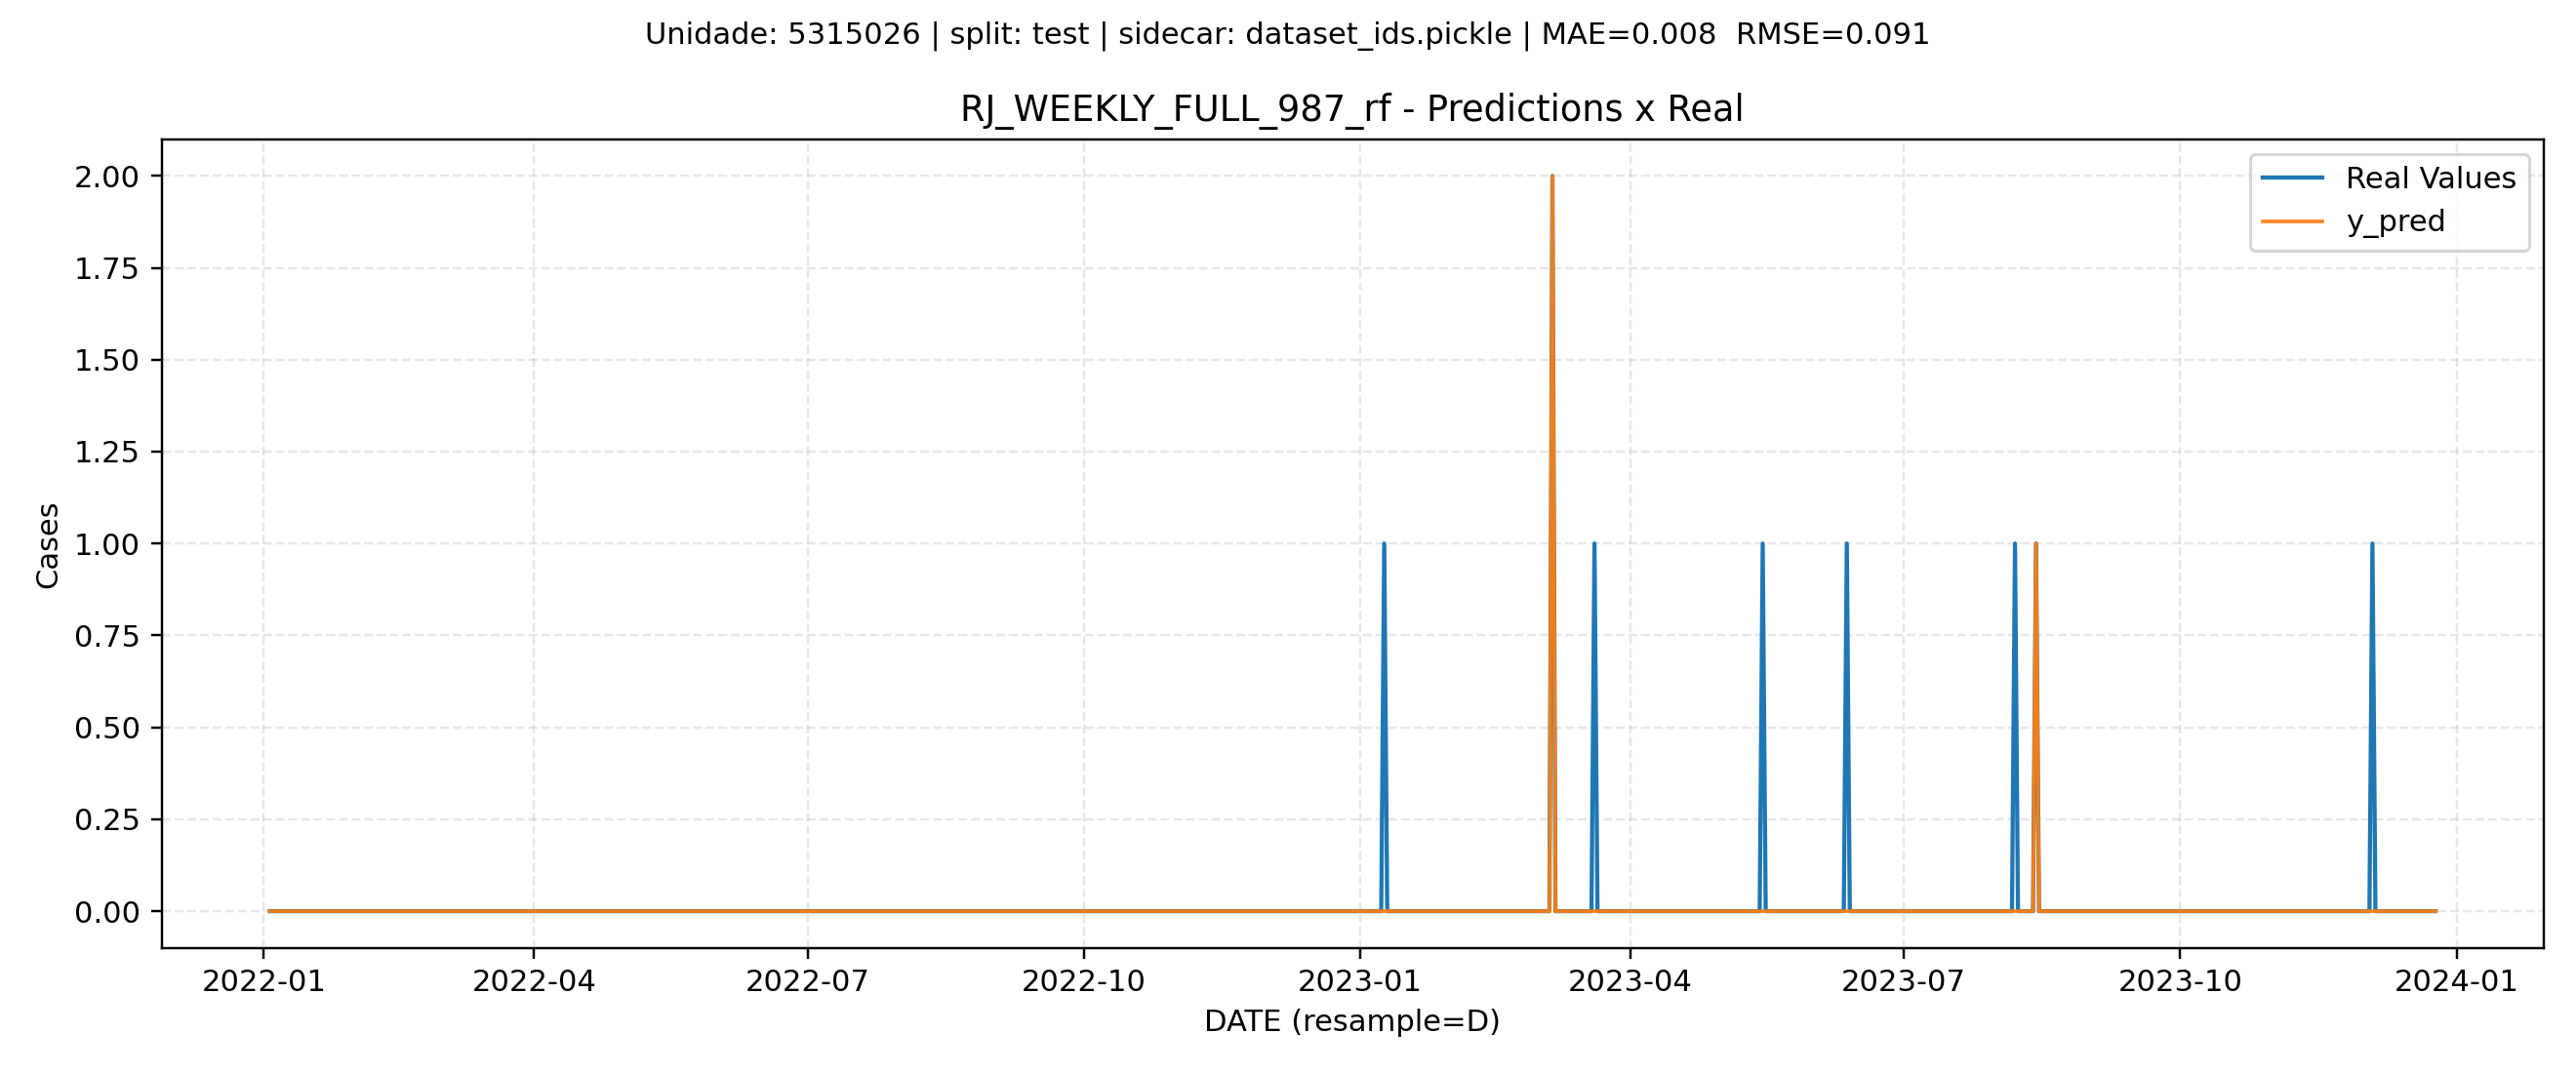 Unidade: 5315026 | split: test | sidecar: dataset_ids.pickle | MAE=0.008  RMSE=0.091
RJ_WEEKLY_FULL_987_rf - Predictions x Real
Real Values
y_pred
Cases
2.00
1.75
1.50
1.25
1.00
0.75
0.50
0.25
0.00
2022-01 2022-04 2022-07 2022-10 2023-01 2023-04 2023-07 2023-10 2024-01
DATE (resample=D)